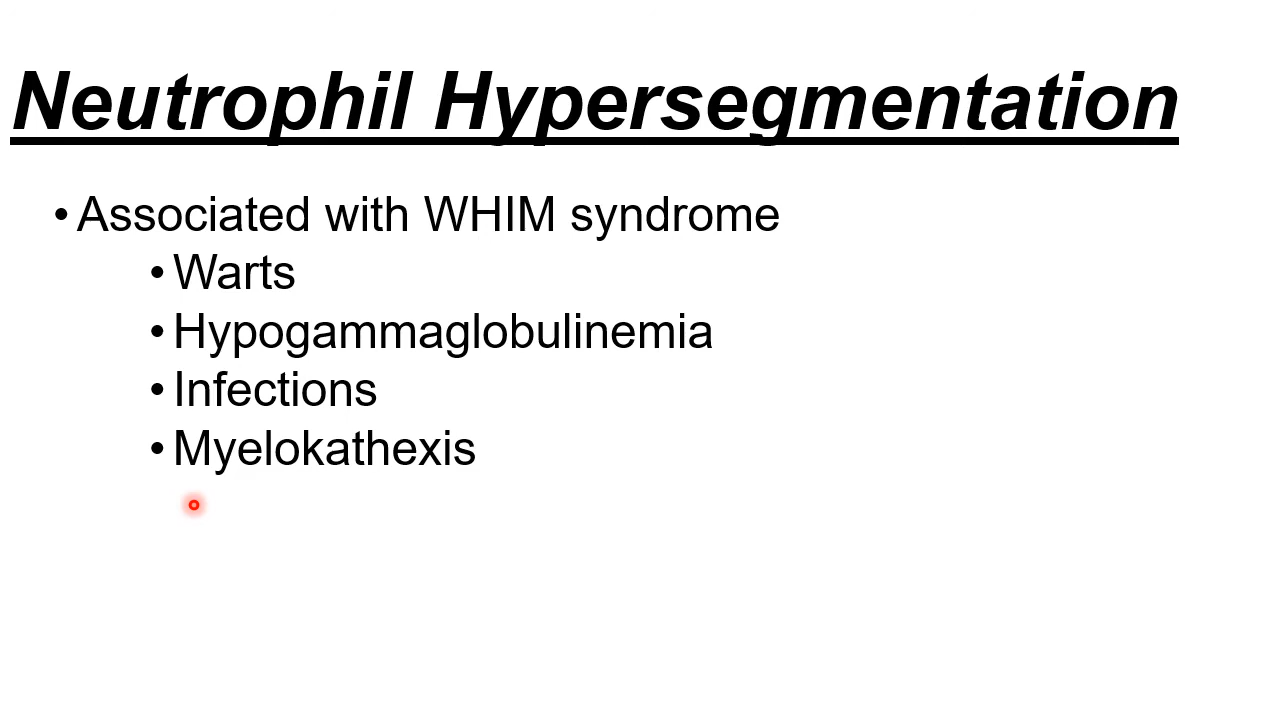 Neutrophil Hypersegmentation
• Associated with WHIM syndrome
• Warts
• Hypogammaglobulinemia
• Infections
• Myelokathexis